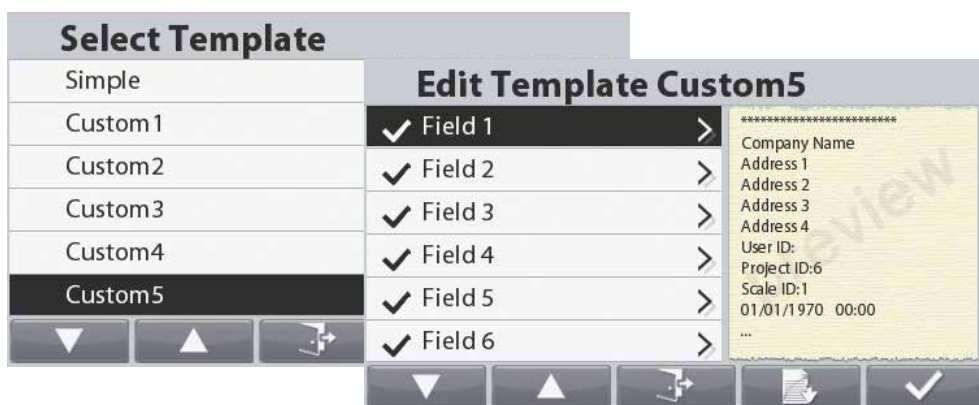 Select Template
Simple
Custom1
Custom2
Custom3
Custom4
Custom5
Edit Template Custom5
Field 1
Field 2
Field 3
Field 4
Field 5
Field 6
************************
Company Name
Address 1
Address 2
Address 3
Address 4
User ID:
Project ID:6
Scale ID:1
01/01/1970 00:00
...
Preview